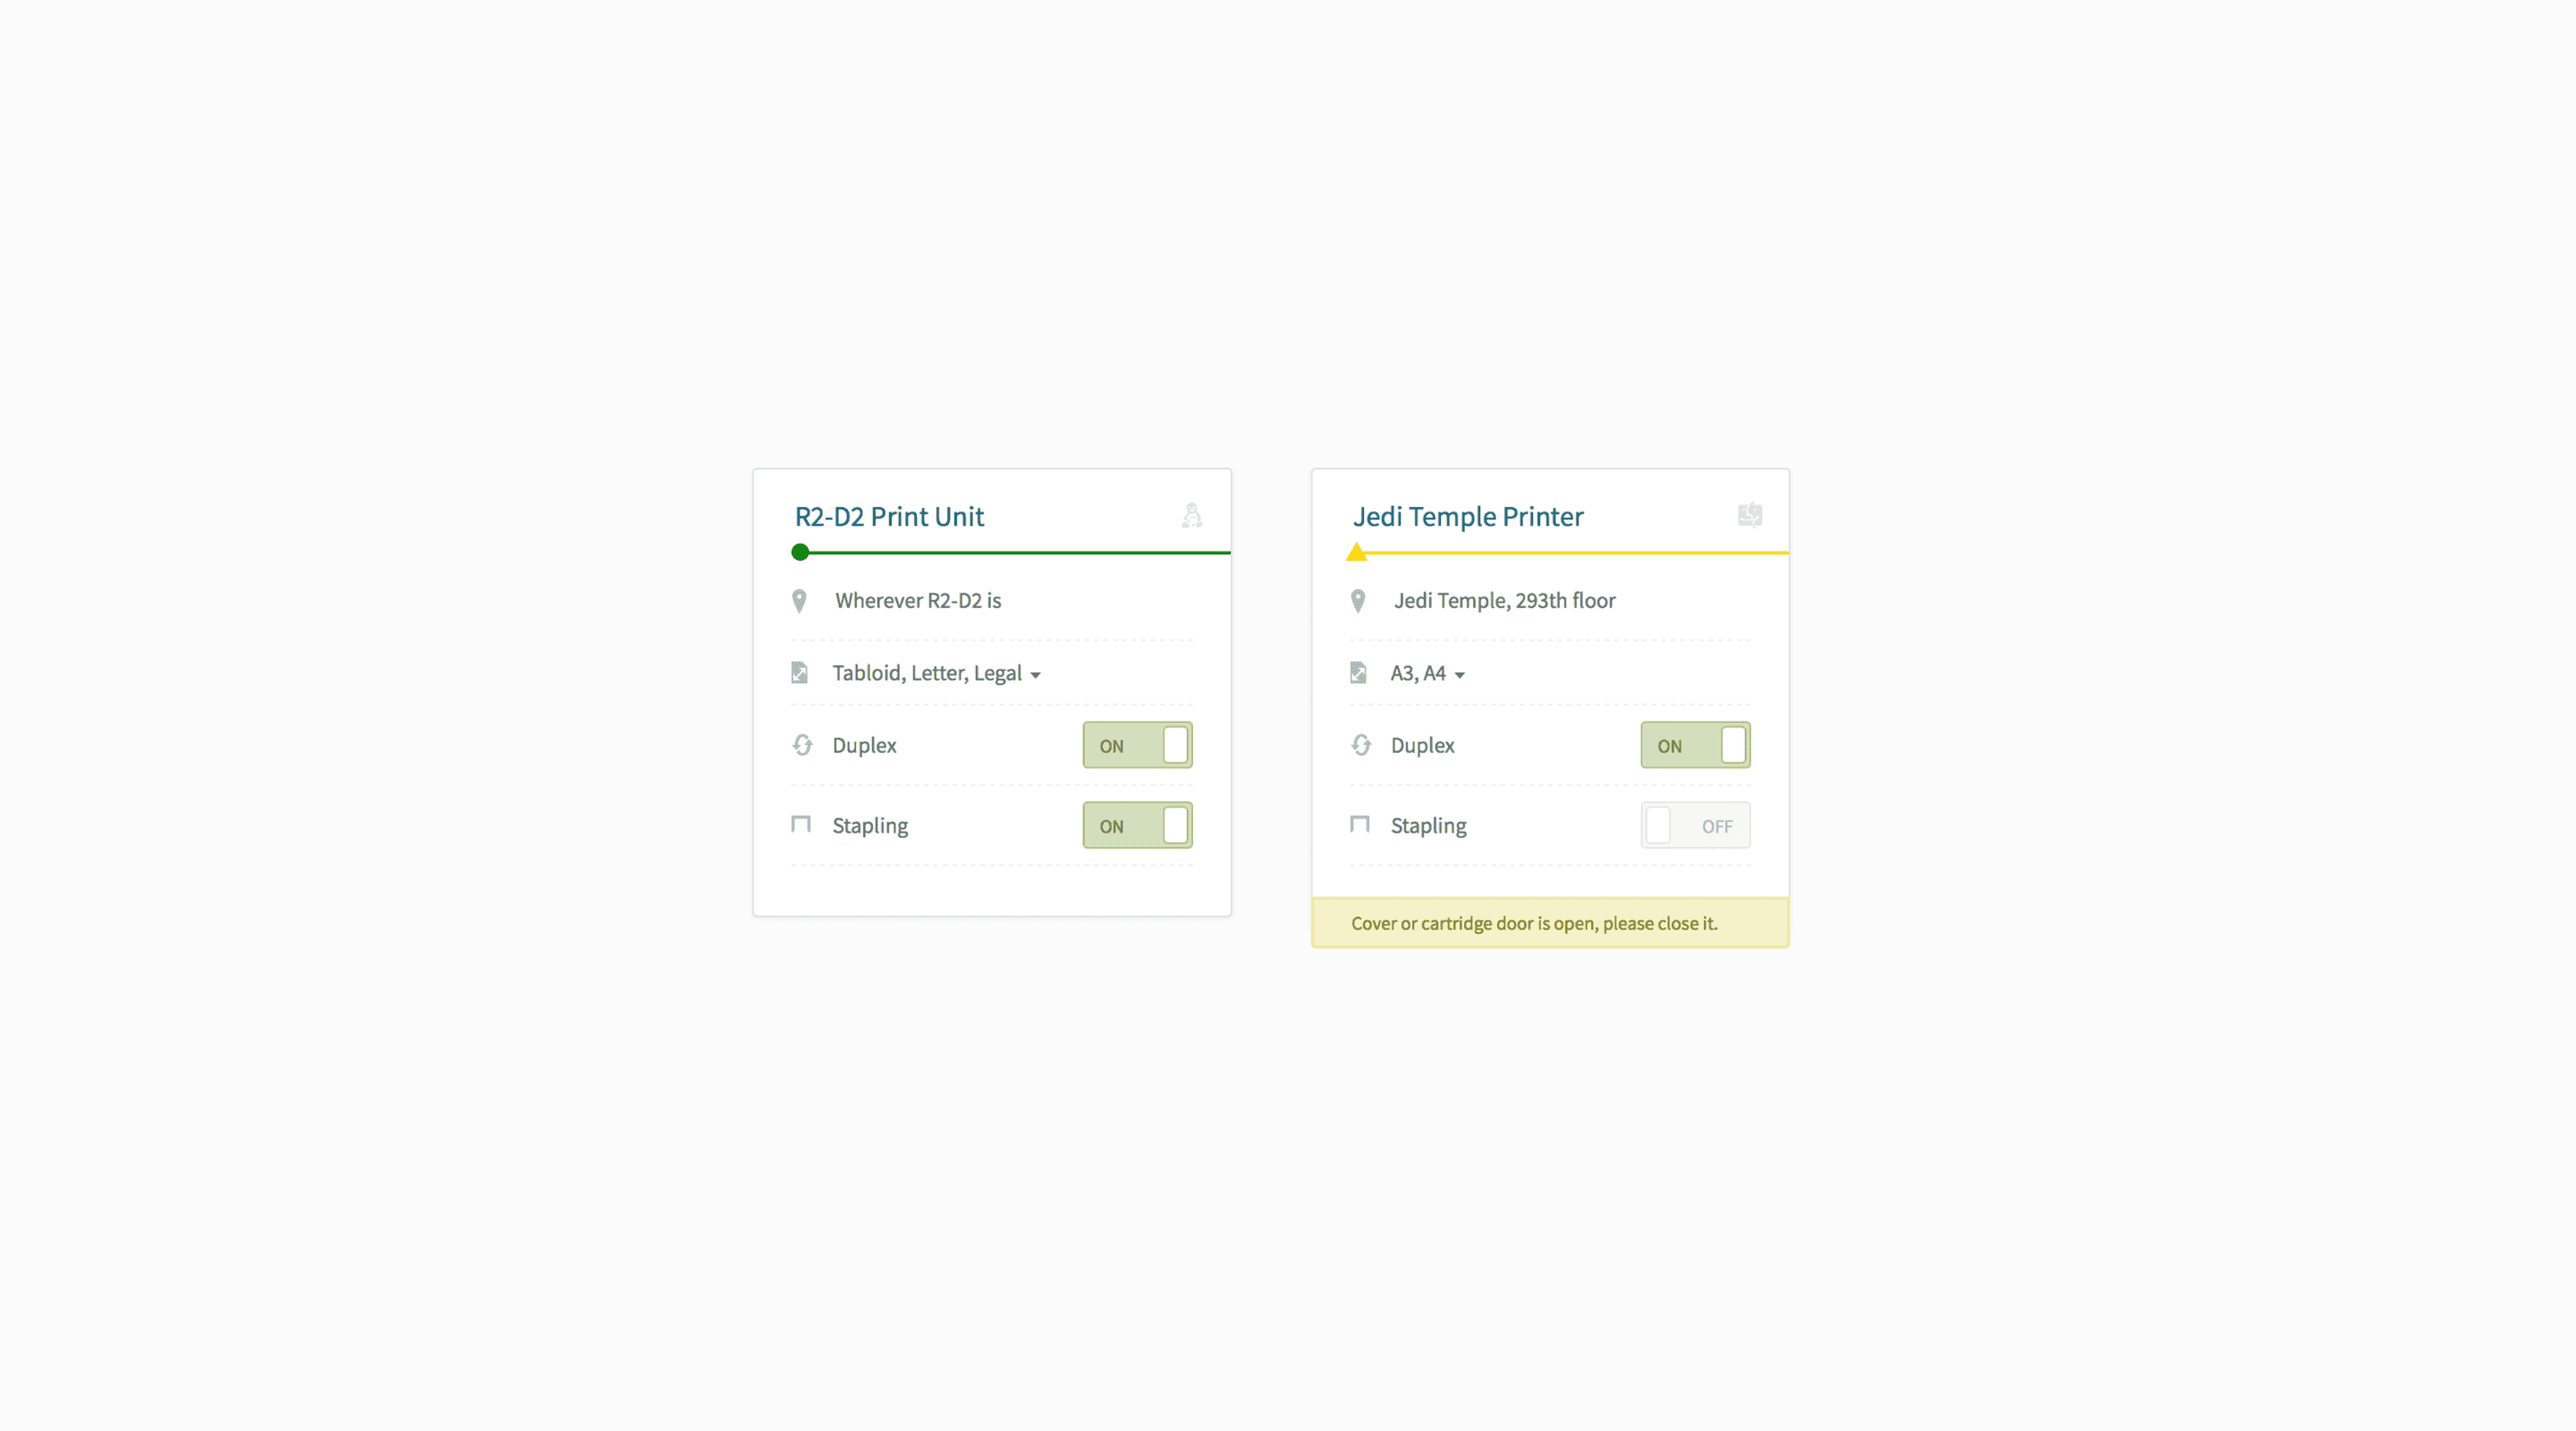 R2-D2 Print Unit
Wherever R2-D2 is
Tabloid, Letter, Legal
Duplex
ON
Stapling
ON
Jedi Temple Printer
Jedi Temple, 293th floor
A3, A4
Duplex
ON
Stapling
OFF
Cover or cartridge door is open, please close it.